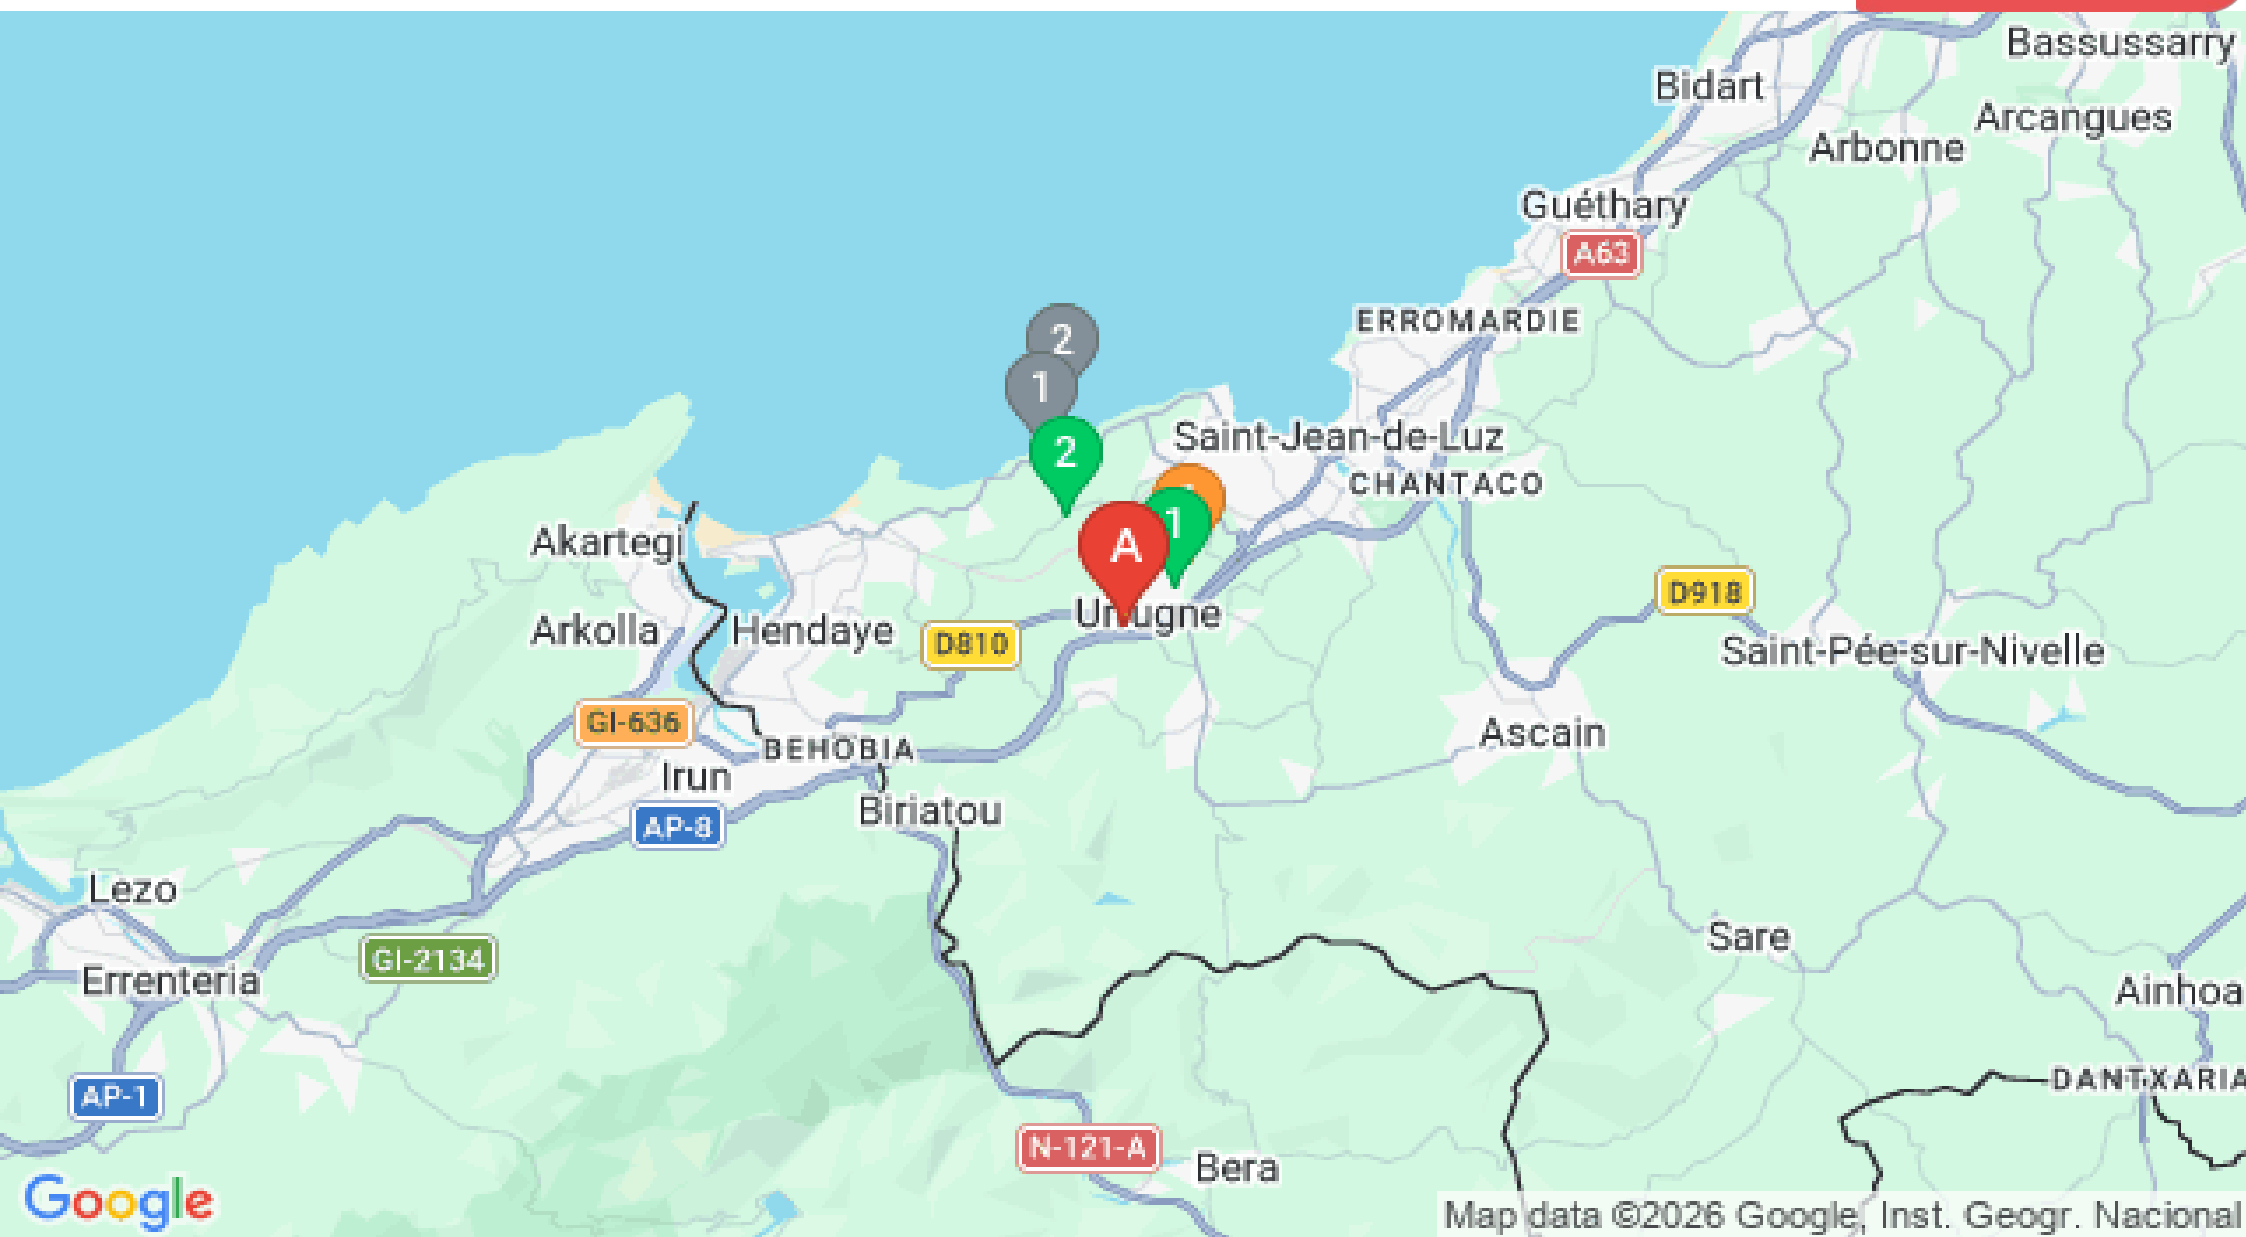 Bassussarry
Bidart
Arcangues
Arbonne
Guéthary
A63
ERROMARDIE
2
1
2
Saint-Jean-de-Luz
CHANTACO
1
A
Akartegi
D918
Arkolla
Hendaye
D810
Saint-Pée-sur-Nivelle
GI-636
Ascain
BEHOBIA
Irun
Biriatou
AP-8
Lezo
Sare
GI-2134
Errenteria
Ainhoa
DANTXARIA
AP-1
N-121-A
Bera
Google
Map data ©2026 Google, Inst. Geogr. Nacional